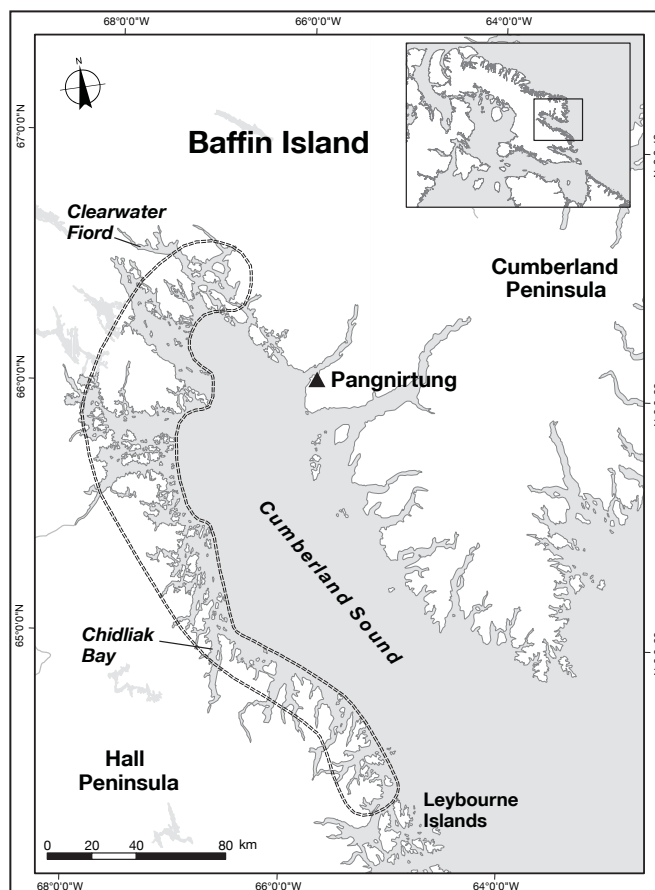 68°0'0"W 66°0'0"W 64°0'0"W
N
67°0'0"N
Baffin Island
Clearwater
Fiord
Cumberland
Peninsula
66°0'0"N
Pangnirtung
Cumberland Sound
65°0'0"N
Chidliak
Bay
Hall
Peninsula
Leybourne
Islands
0 20 40 80 km
68°0'0"W 66°0'0"W 64°0'0"W